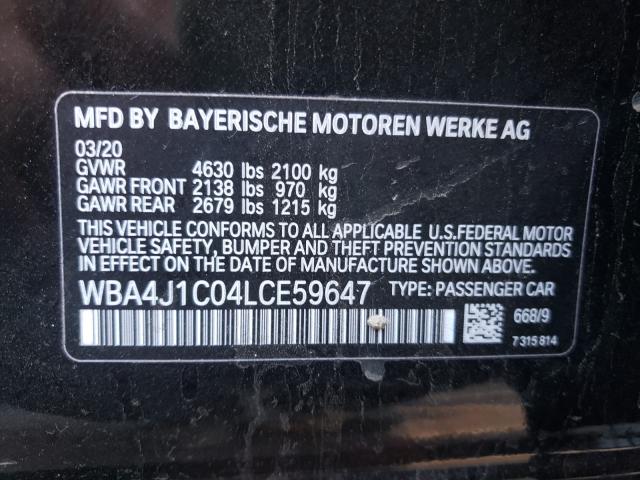 MFD BY BAYERISCHE MOTOREN WERKE AG
03/20
GVWR 4630 lbs 2100 kg
GAWR FRONT 2138 lbs 970 kg
GAWR REAR 2679 lbs 1215 kg
THIS VEHICLE CONFORMS TO ALL APPLICABLE U.S.FEDERAL MOTOR
VEHICLE SAFETY, BUMPER AND THEFT PREVENTION STANDARDS
IN EFFECT ON THE DATE OF MANUFACTURE SHOWN ABOVE.
WBA4J1C04LCE59647 TYPE: PASSENGER CAR
668/9
7 315 814